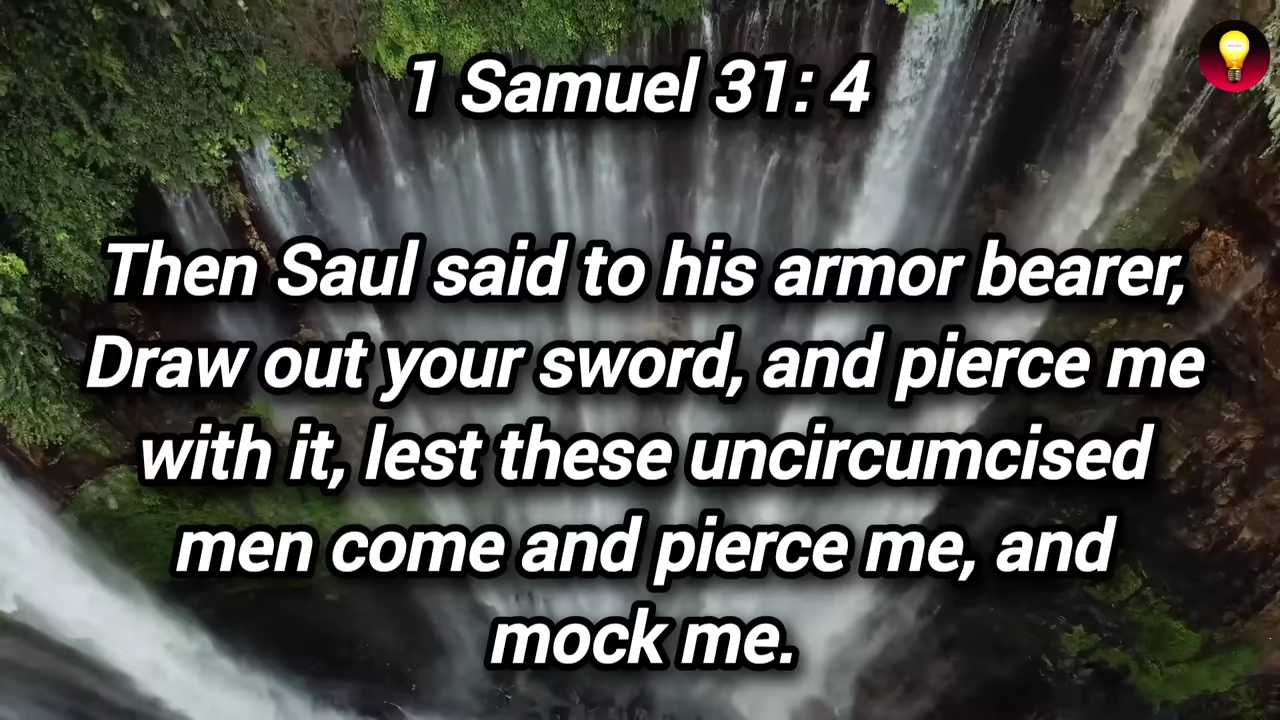 1 Samuel 31: 4
Then Saul said to his armor bearer,
Draw out your sword, and pierce me
with it, lest these uncircumcised
men come and pierce me, and
mock me.